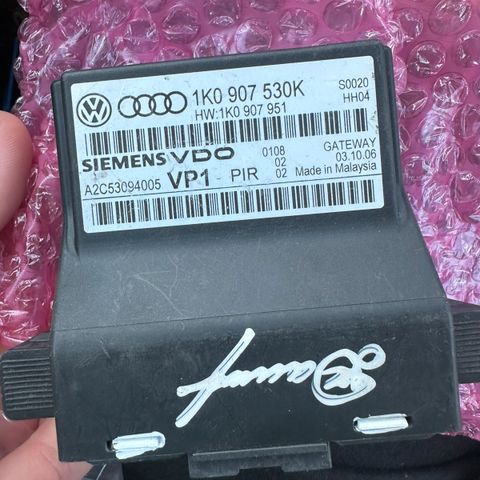 1K0 907 530K
S0020
HW:1K0 907 951
HH04
SIEMENS VDO
0108
GATEWAY
02
03.10.06
A2C53094005
VP1
PIR
02
Made in Malaysia